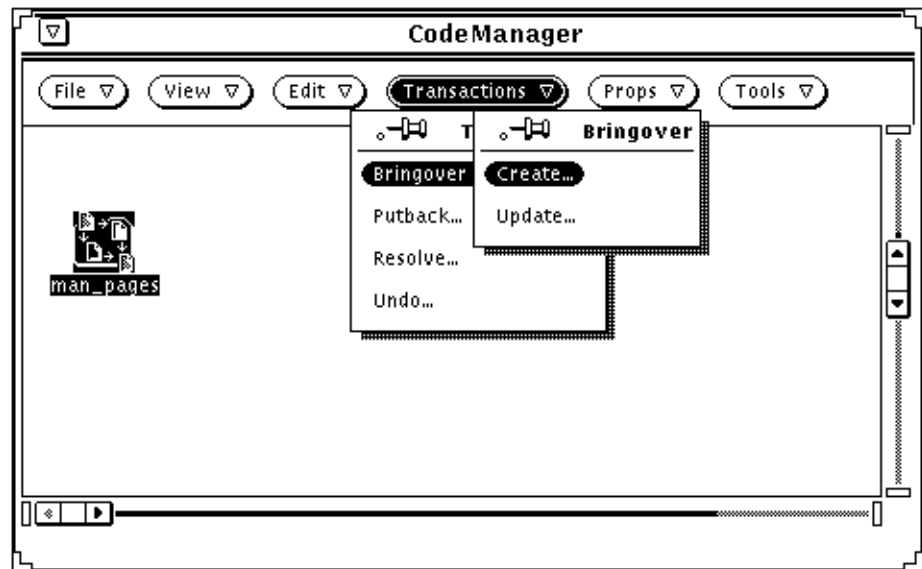 CodeManager
File View Edit Transactions Props Tools
T Bringover
Bringover Create…
Putback… Update…
Resolve…
Undo…
man_pages